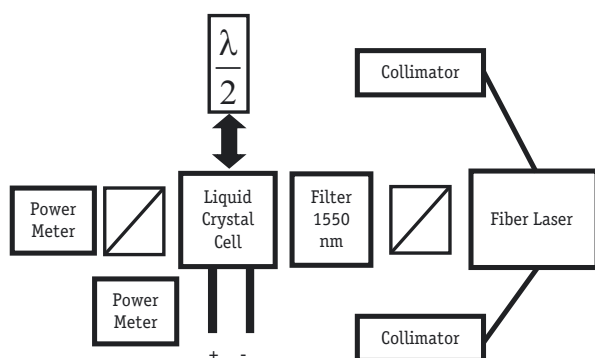 λ
2
Collimator
Power
Meter
Liquid
Crystal
Cell
Filter
1550
nm
Fiber Laser
Power
Meter
+ -
Collimator